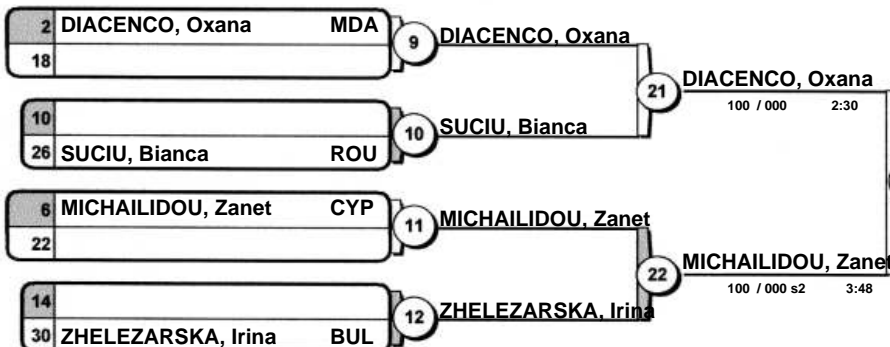 2 DIACENCO, Oxana MDA
18
9 DIACENCO, Oxana
10
26 SUCIU, Bianca ROU
10 SUCIU, Bianca
21 DIACENCO, Oxana
100 / 000 2:30
6 MICHAILIDOU, Zanet CYP
22
11 MICHAILIDOU, Zanet
14
30 ZHELEZARSKA, Irina BUL
12 ZHELEZARSKA, Irina
22 MICHAILIDOU, Zanet
100 / 000 s2 3:48